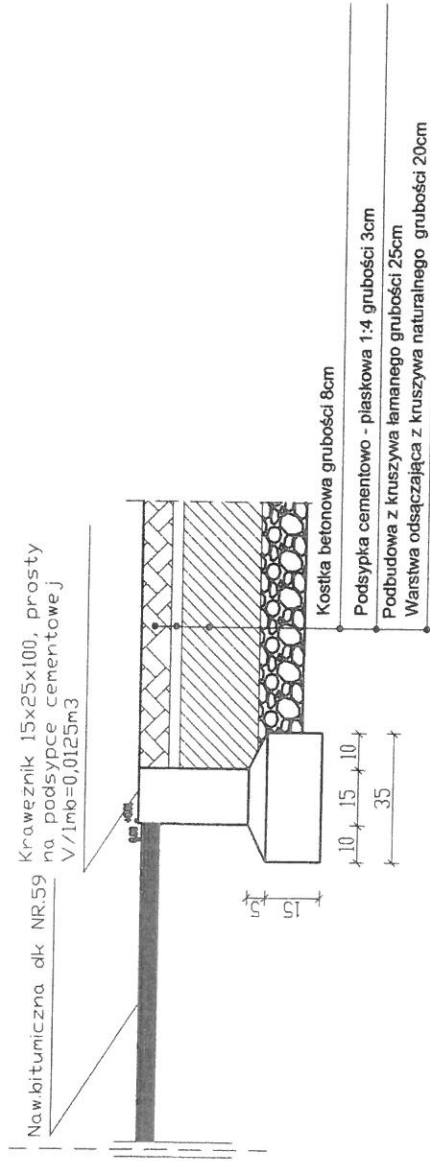 Naw.bitumiczna dk NR.59
Krawężnik 15x25x100, prosty
na podsypce cementowej
V/1mb=0,0125m3
Kostka betonowa grubości 8cm
Podsypka cementowo - piaskowa 1:4 grubości 3cm
Podbudowa z kruszywa łamanego grubości 25cm
Warstwa odsączająca z kruszywa naturalnego grubości 20cm
5
15
10
15
10
35